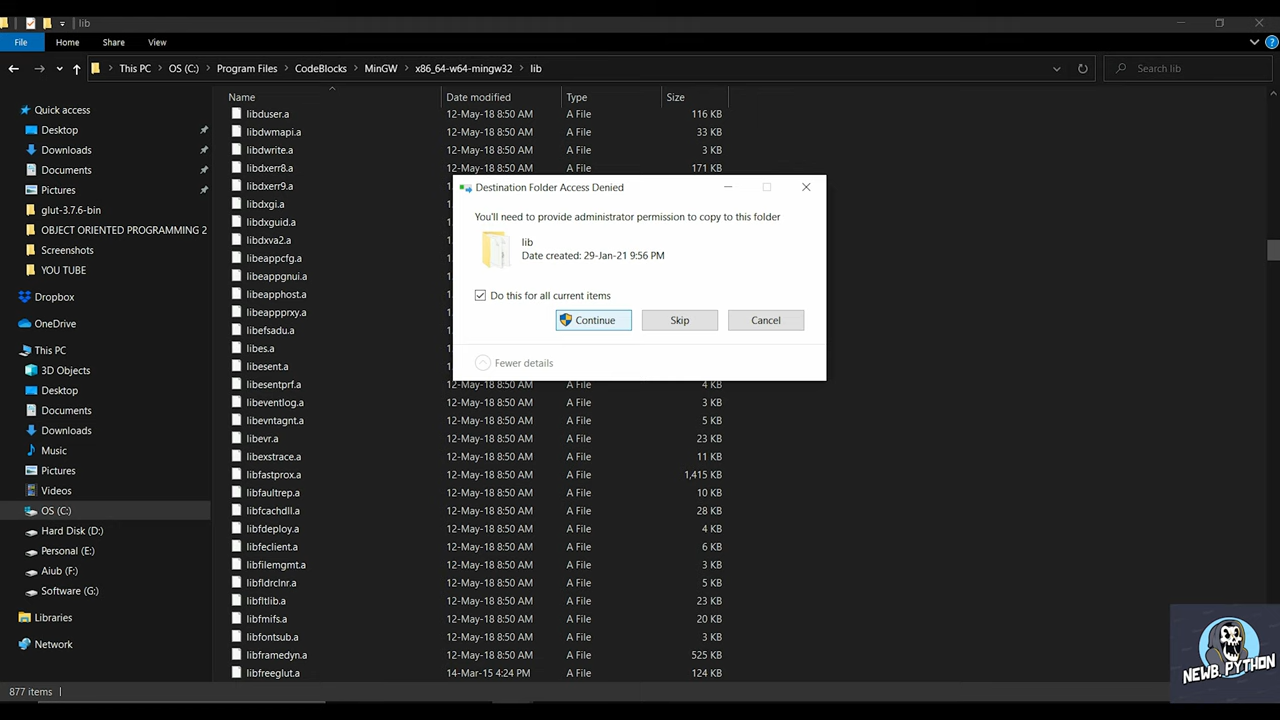 lib
File Home Share View
This PC OS (C:) Program Files CodeBlocks MinGW x86_64-w64-mingw32 lib Search lib
Name Date modified Type Size
Quick access
Desktop
Downloads
Documents
Pictures
glut-3.7.6-bin
OBJECT ORIENTED PROGRAMMING 2
Screenshots
YOU TUBE
Dropbox
OneDrive
This PC
3D Objects
Desktop
Documents
Downloads
Music
Pictures
Videos
OS (C:)
Hard Disk (D:)
Personal (E:)
Aiub (F:)
Software (G:)
Libraries
Network
libduser.a 12-May-18 8:50 AM A File 116 KB
libdwmapi.a 12-May-18 8:50 AM A File 33 KB
libdwrite.a 12-May-18 8:50 AM A File 3 KB
libdxerr8.a 12-May-18 8:50 AM A File 171 KB
libdxerr9.a
libdxgi.a
libdxguid.a
libdxva2.a
libeappcfg.a
libeappgnui.a
libeapphost.a
libeappprxy.a
libefsadu.a
libes.a
libesent.a
libesentprf.a 12-May-18 8:50 AM A File 4 KB
libeventlog.a 12-May-18 8:50 AM A File 3 KB
libevntagnt.a 12-May-18 8:50 AM A File 5 KB
libevr.a 12-May-18 8:50 AM A File 23 KB
libexstrace.a 12-May-18 8:50 AM A File 11 KB
libfastprox.a 12-May-18 8:50 AM A File 1,415 KB
libfaultrep.a 12-May-18 8:50 AM A File 10 KB
libfcachdll.a 12-May-18 8:50 AM A File 28 KB
libfdeploy.a 12-May-18 8:50 AM A File 4 KB
libfeclient.a 12-May-18 8:50 AM A File 6 KB
libfilemgmt.a 12-May-18 8:50 AM A File 3 KB
libfldrclnr.a 12-May-18 8:50 AM A File 5 KB
libfltlib.a 12-May-18 8:50 AM A File 23 KB
libfmifs.a 12-May-18 8:50 AM A File 20 KB
libfontsub.a 12-May-18 8:50 AM A File 3 KB
libframedyn.a 12-May-18 8:50 AM A File 525 KB
libfreeglut.a 14-Mar-15 4:24 PM A File 124 KB
Destination Folder Access Denied
You'll need to provide administrator permission to copy to this folder
lib
Date created: 29-Jan-21 9:56 PM
Do this for all current items
Continue Skip Cancel
Fewer details
877 items
NEWB_PYTHON